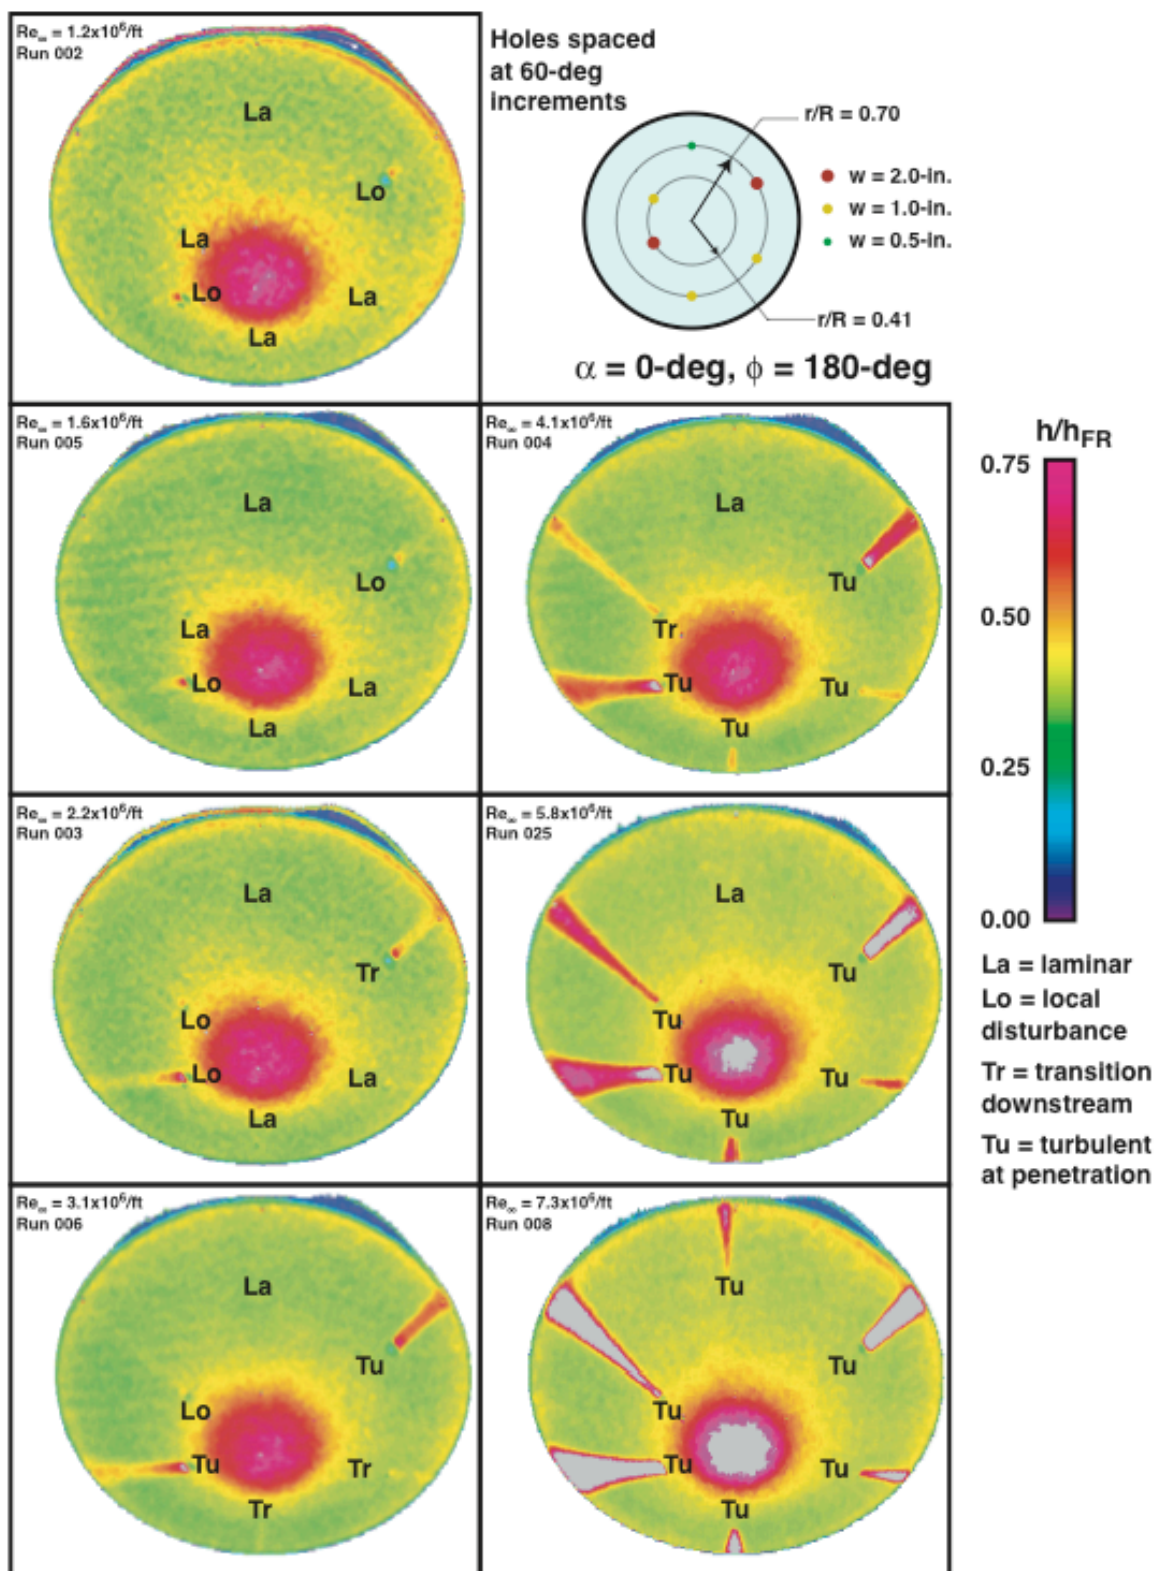 Re∞ = 1.2x10⁶/ft
Run 002
La
Lo
La
Lo
La
La
Holes spaced
at 60-deg
increments
r/R = 0.70
w = 2.0-in.
w = 1.0-in.
w = 0.5-in.
r/R = 0.41
α = 0-deg, ϕ = 180-deg
Re∞ = 1.6x10⁶/ft
Run 005
La
Lo
La
Lo
La
La
Re∞ = 4.1x10⁶/ft
Run 004
La
Tu
Tr
Tu
Tu
Tu
h/hFR
0.75
0.50
0.25
0.00
Re∞ = 2.2x10⁶/ft
Run 003
La
Tr
Lo
Lo
La
La
Re∞ = 5.8x10⁶/ft
Run 025
La
Tu
Tu
Tu
Tu
Tu
La = laminar
Lo = local
disturbance
Tr = transition
downstream
Tu = turbulent
at penetration
Re∞ = 3.1x10⁶/ft
Run 006
La
Tu
Lo
Tu
Tr
Tr
Re∞ = 7.3x10⁶/ft
Run 008
Tu
Tu
Tu
Tu
Tu
Tu